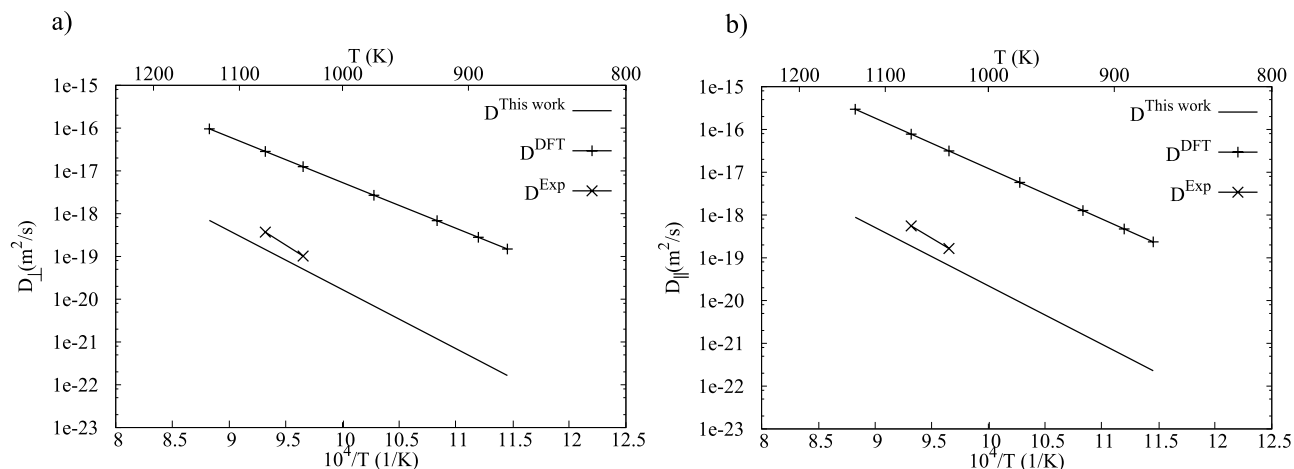 a)
T (K)
1200 1100 1000 900 800
1e-15
1e-16
1e-17
1e-18
1e-19
1e-20
1e-21
1e-22
1e-23
D⊥(m²/s)
D^This work
D^DFT
D^Exp
8 8.5 9 9.5 10 10.5 11 11.5 12 12.5
10⁴/T (1/K)
b)
T (K)
1200 1100 1000 900 800
1e-15
1e-16
1e-17
1e-18
1e-19
1e-20
1e-21
1e-22
1e-23
D∥(m²/s)
D^This work
D^DFT
D^Exp
8 8.5 9 9.5 10 10.5 11 11.5 12 12.5
10⁴/T (1/K)